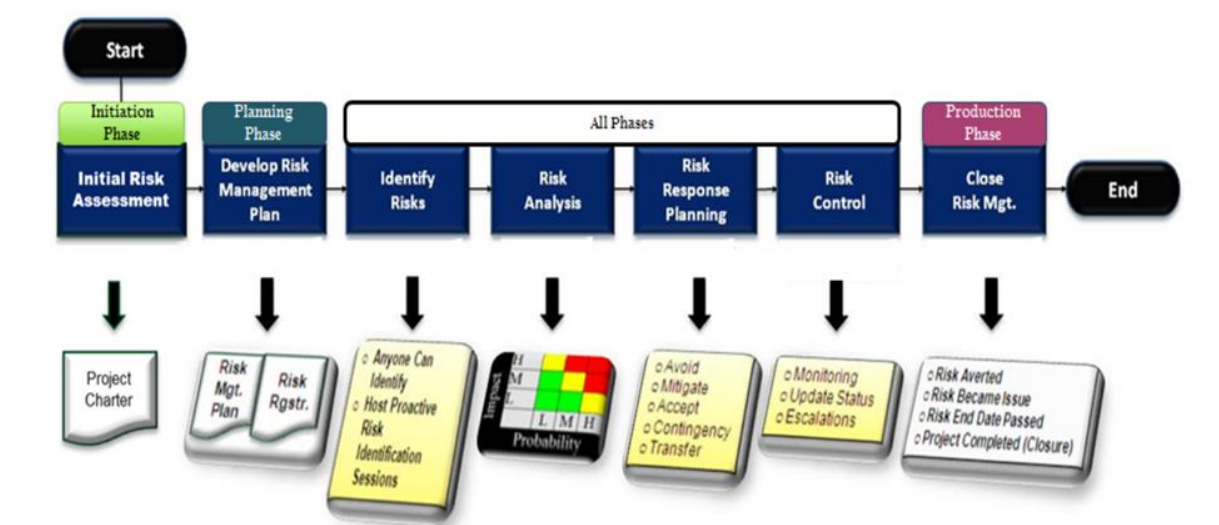 Start
Initiation
Phase
Planning
Phase
All Phases
Production
Phase
Initial Risk
Assessment
Develop Risk
Management
Plan
Identify
Risks
Risk
Analysis
Risk
Response
Planning
Risk
Control
Close
Risk Mgt.
End
Project
Charter
Risk
Mgt.
Plan
Risk
Rgstr.
o Anyone Can
Identify
o Host Proactive
Risk
Identification
Sessions
Impact
H
M
L
L M H
Probability
o Avoid
o Mitigate
o Accept
o Contingency
o Transfer
o Monitoring
o Update Status
o Escalations
o Risk Averted
o Risk Became Issue
o Risk End Date Passed
o Project Completed (Closure)